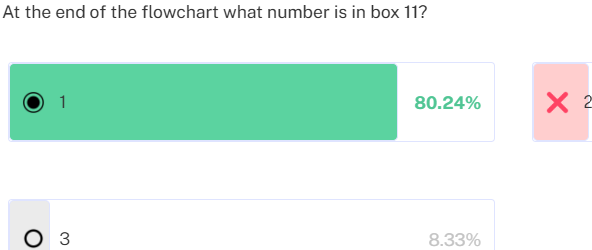 At the end of the flowchart what number is in box 11?
1 80.24% 2
3 8.33%